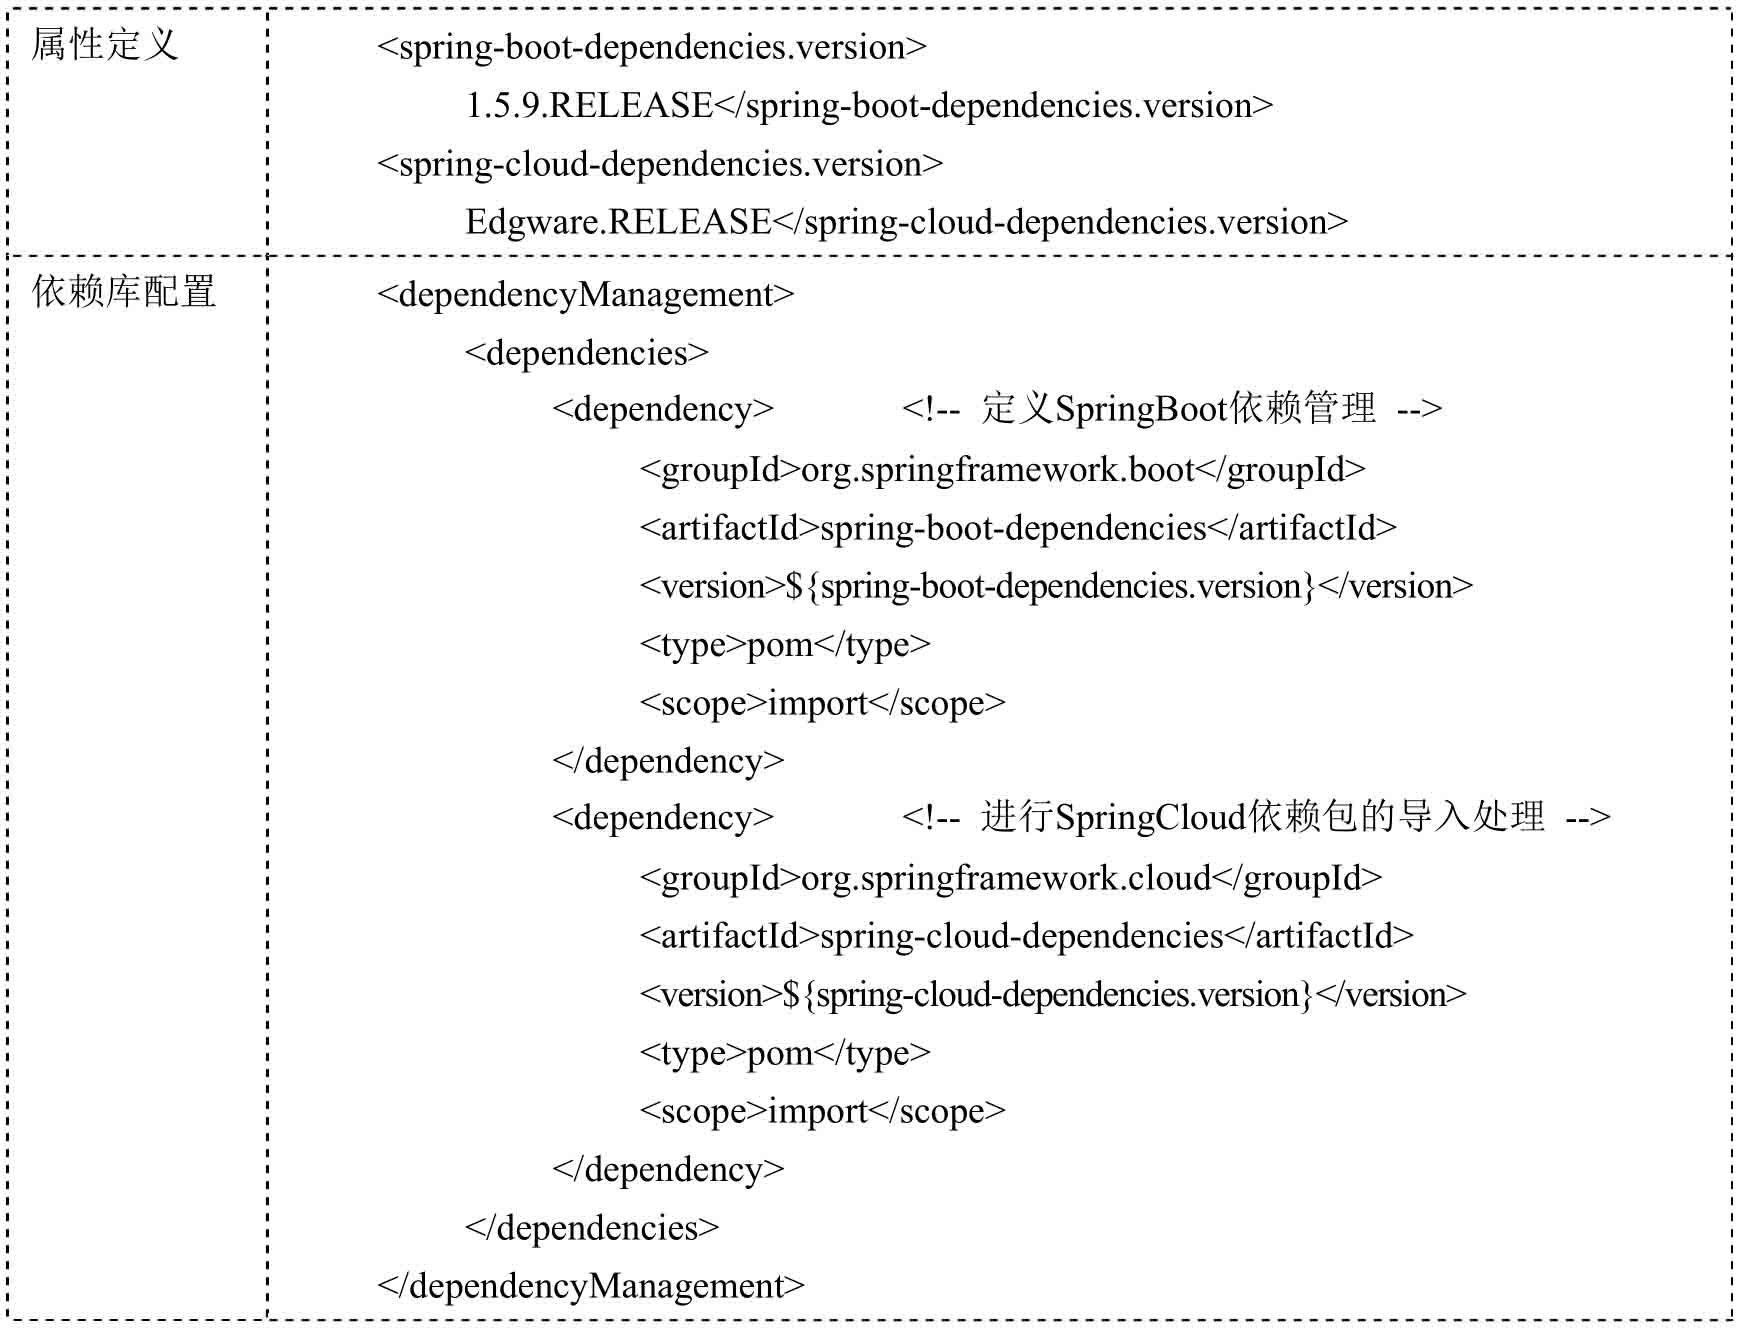 属性定义
<spring-boot-dependencies.version>
1.5.9.RELEASE</spring-boot-dependencies.version>
<spring-cloud-dependencies.version>
Edgware.RELEASE</spring-cloud-dependencies.version>
依赖库配置
<dependencyManagement>
<dependencies>
<dependency> <!-- 定义SpringBoot依赖管理 -->
<groupId>org.springframework.boot</groupId>
<artifactId>spring-boot-dependencies</artifactId>
<version>${spring-boot-dependencies.version}</version>
<type>pom</type>
<scope>import</scope>
</dependency>
<dependency> <!-- 进行SpringCloud依赖包的导入处理 -->
<groupId>org.springframework.cloud</groupId>
<artifactId>spring-cloud-dependencies</artifactId>
<version>${spring-cloud-dependencies.version}</version>
<type>pom</type>
<scope>import</scope>
</dependency>
</dependencies>
</dependencyManagement>